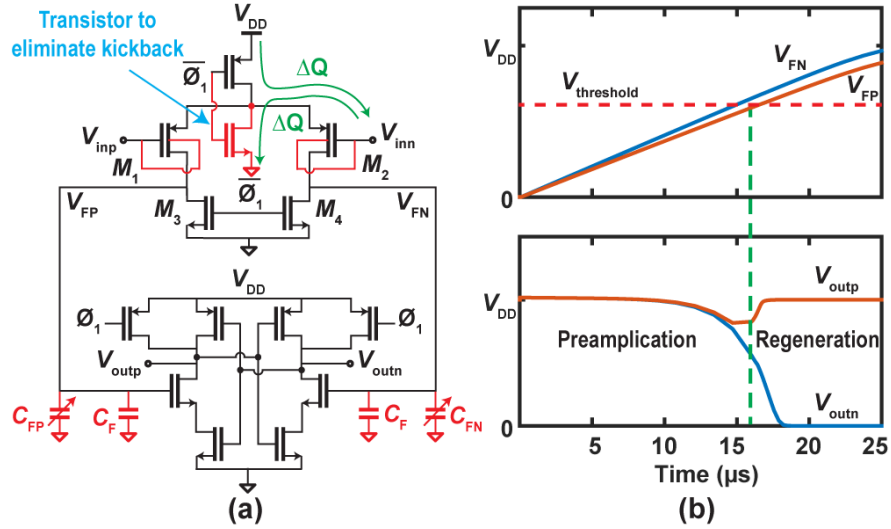 Transistor to
eliminate kickback
V_DD
Ø̅_1
ΔQ
ΔQ
V_inp
V_inn
M_1
M_2
Ø̅_1
V_FP
M_3
M_4
V_FN
V_DD
Ø_1
Ø_1
V_outp
V_outn
C_FP
C_F
C_F
C_FN
(a)
V_DD
V_FN
V_FP
V_threshold
0
V_DD
V_outp
Preamplication
Regeneration
V_outn
0
5
10
15
20
25
Time (µs)
(b)